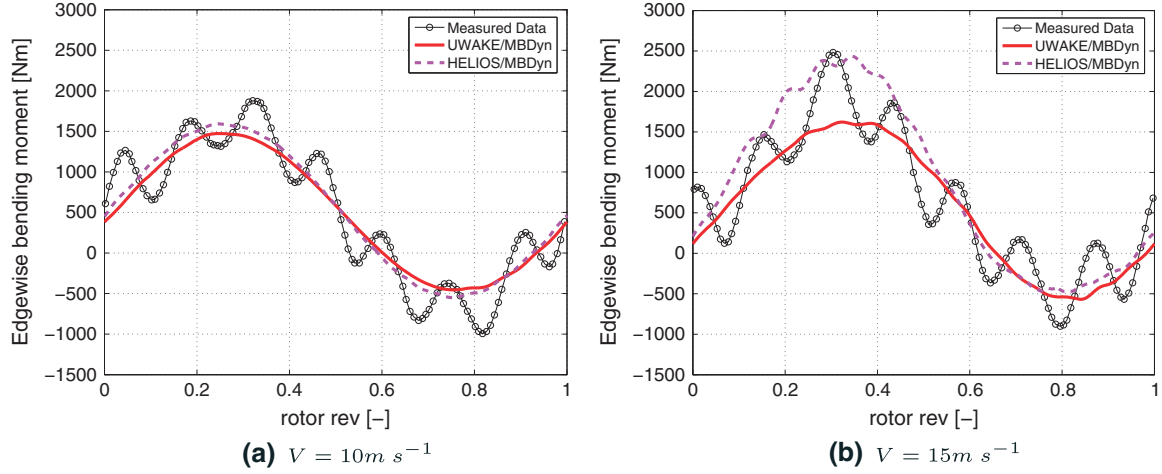 3000
2500
2000
1500
1000
500
0
−500
−1000
−1500
Edgewise bending moment [Nm]
0
0.2
0.4
0.6
0.8
1
rotor rev [−]
Measured Data
UWAKE/MBDyn
HELIOS/MBDyn
(a) V = 10m s−1
3000
2500
2000
1500
1000
500
0
−500
−1000
−1500
Edgewise bending moment [Nm]
0
0.2
0.4
0.6
0.8
1
rotor rev [−]
Measured Data
UWAKE/MBDyn
HELIOS/MBDyn
(b) V = 15m s−1